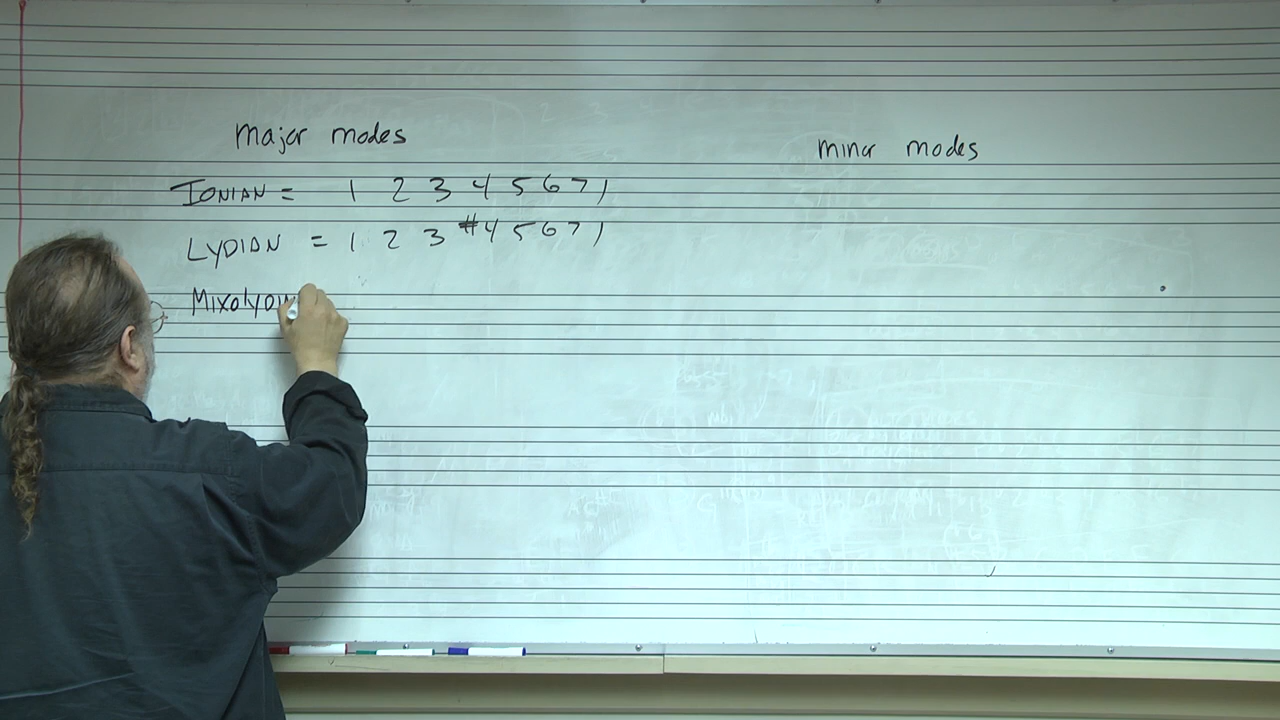 Major modes
minor modes
IONIAN = 1 2 3 4 5 6 7 1
LYDIAN = 1 2 3 #4 5 6 7 1